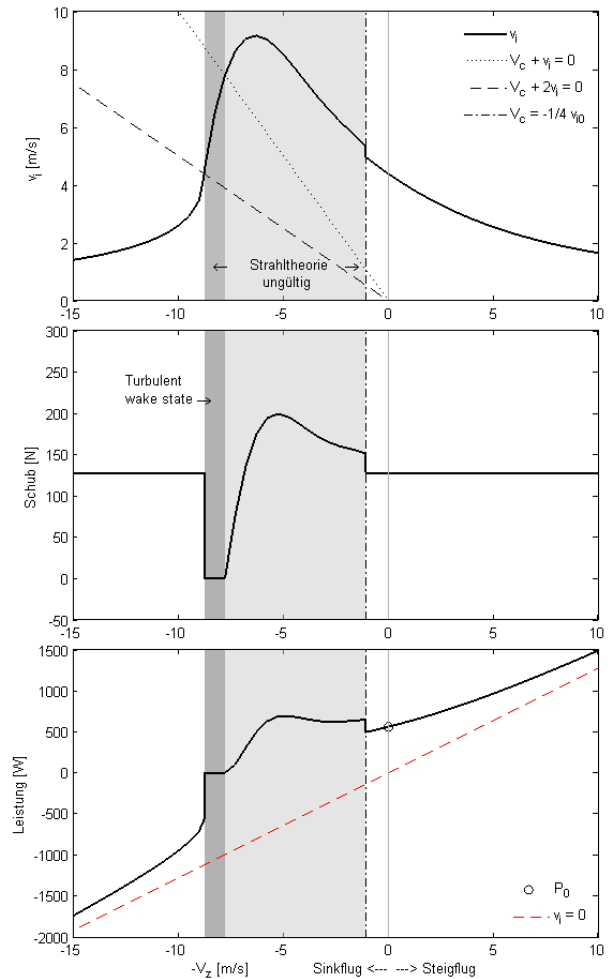 10
8
6
4
2
0
v_i [m/s]
v_i
V_c + v_i = 0
V_c + 2v_i = 0
V_c = -1/4 v_i0
← Strahltheorie →
ungültig
-15 -10 -5 0 5 10
300
250
200
150
100
50
0
-50
Schub [N]
Turbulent
wake state →
-15 -10 -5 0 5 10
1500
1000
500
0
-500
-1000
-1500
-2000
Leistung [W]
P_0
v_i = 0
-15 -10 -5 0 5 10
-V_z [m/s] Sinkflug <--- ---> Steigflug